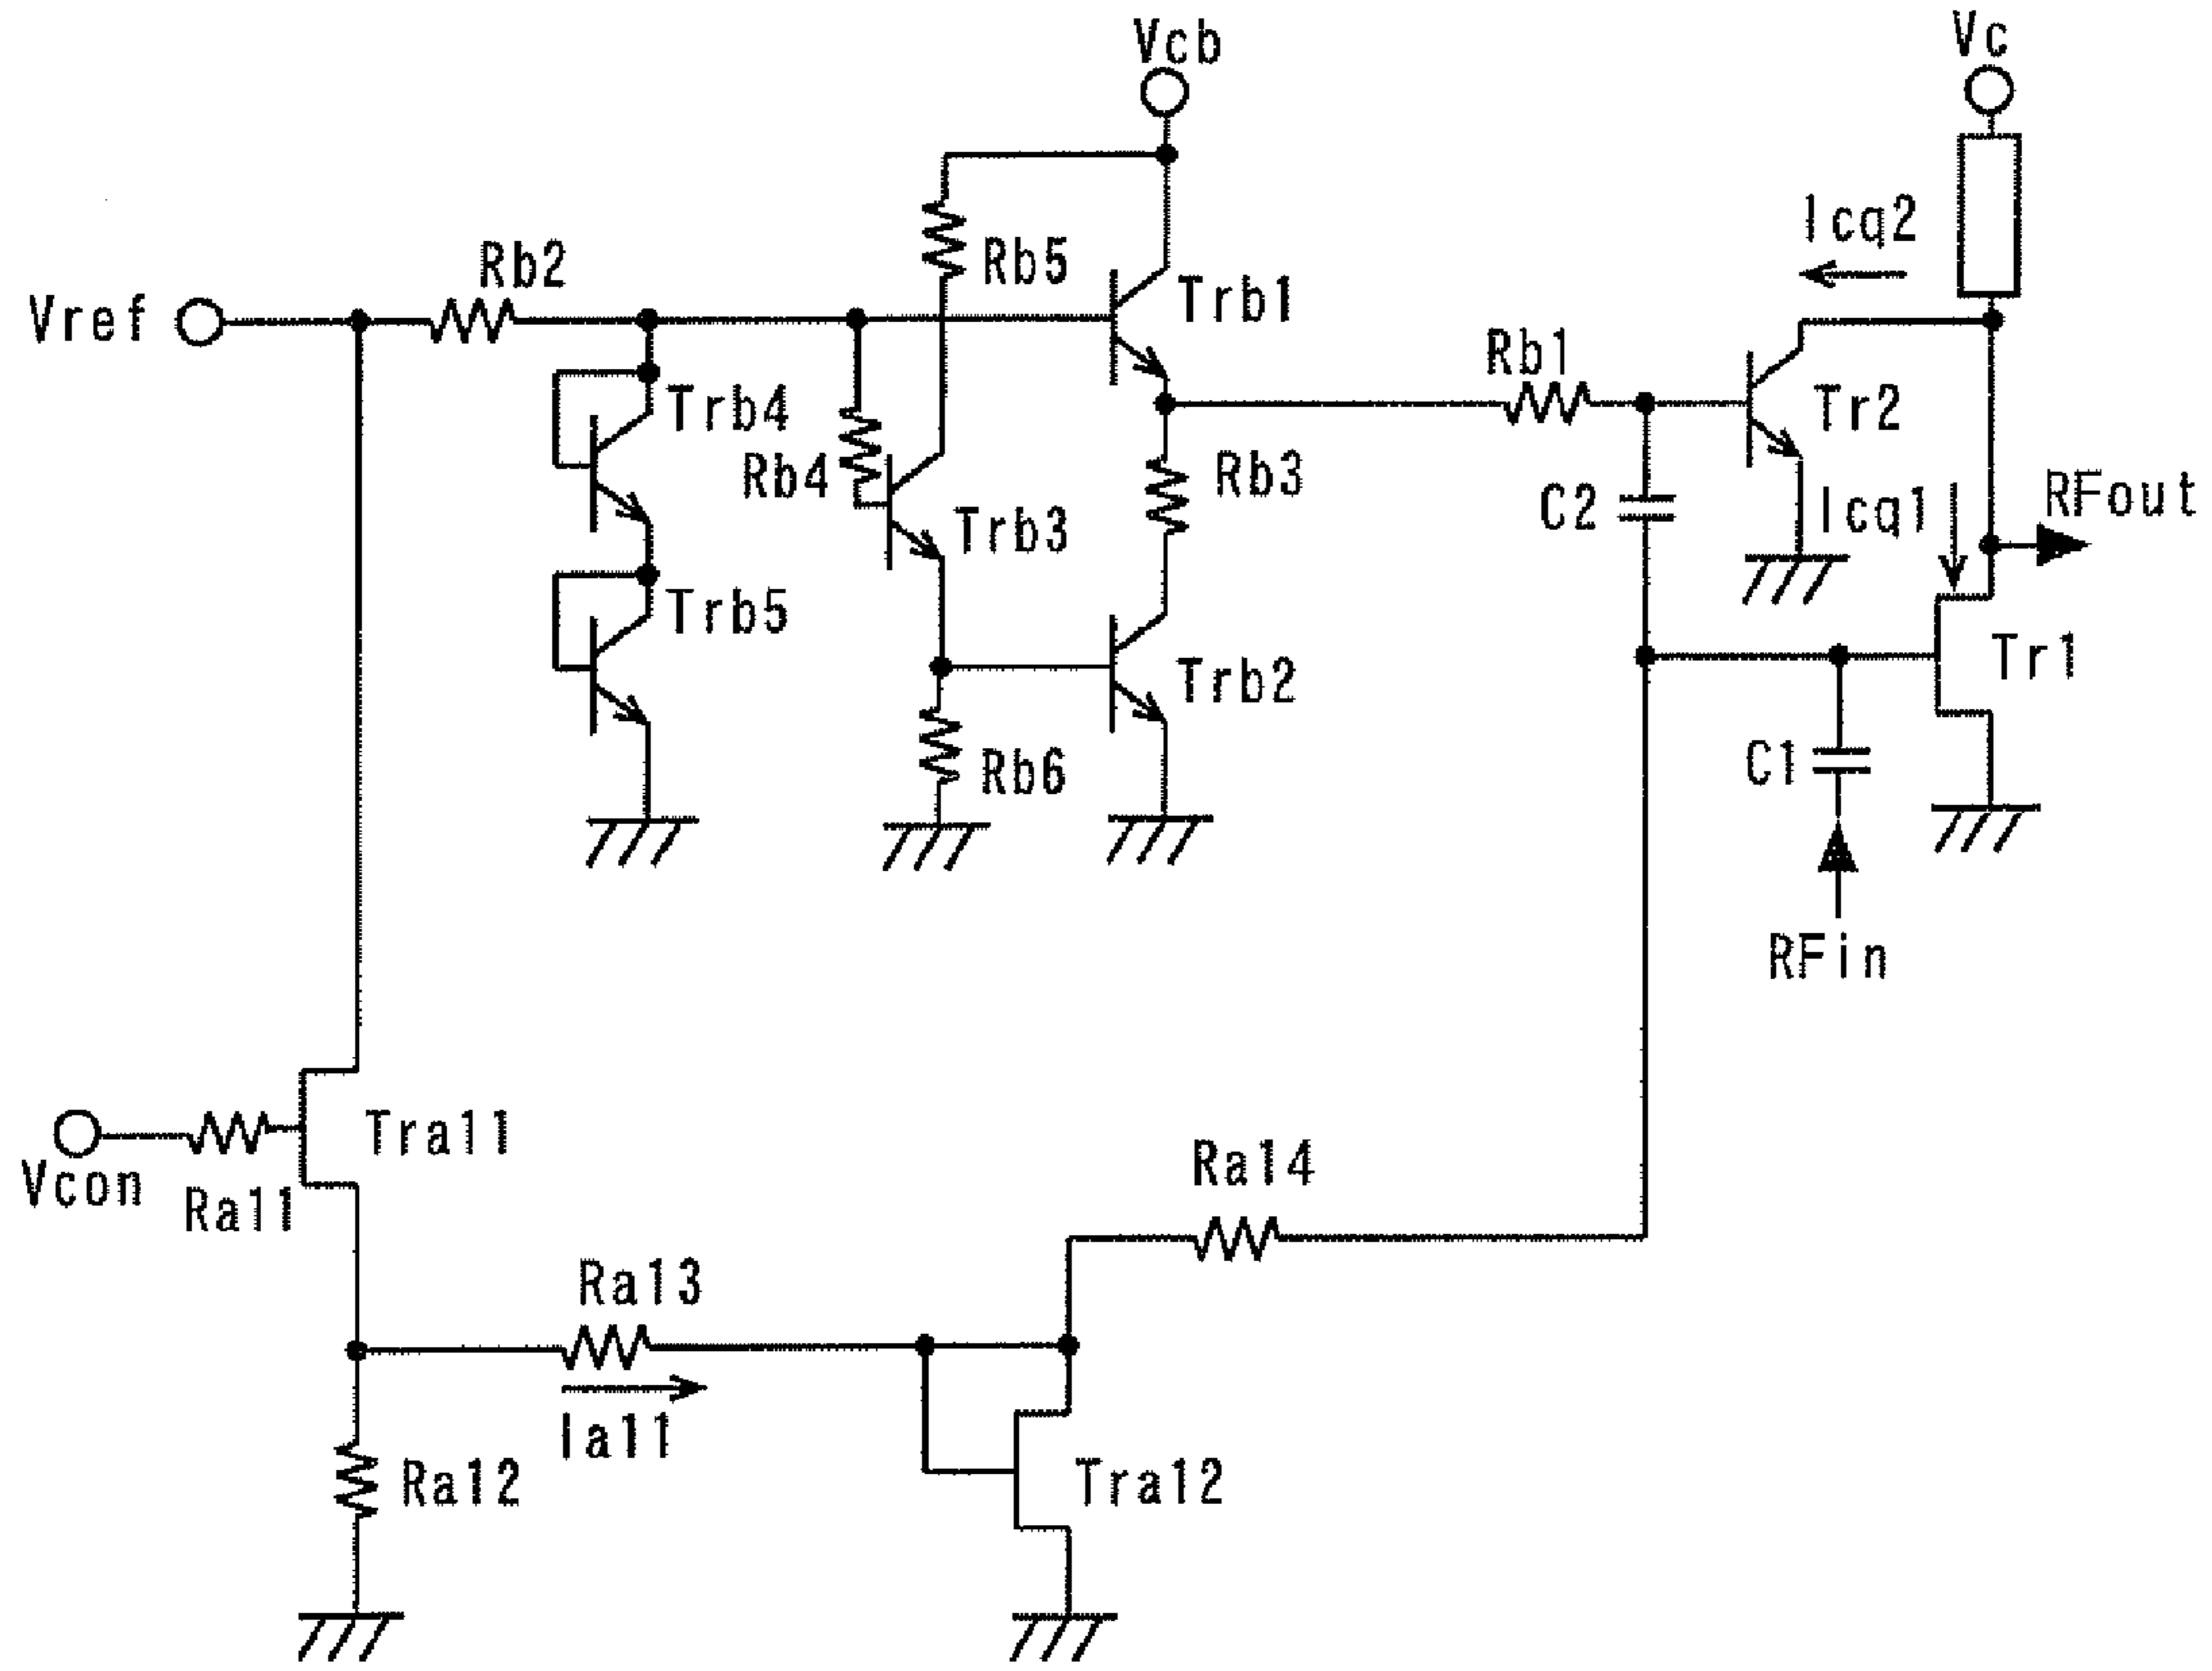 Vcb
Vc
Icq2
Rb2
Rb5
Vref
Trb1
Rb1
Trb4
Tr2
Rb4
Rb3
RFout
C2
Icq1
Trb3
Trb5
Tr1
Trb2
C1
Rb6
RFin
Tra11
Ra14
Vcon
Ra11
Ra13
Ia11
Ra12
Tra12